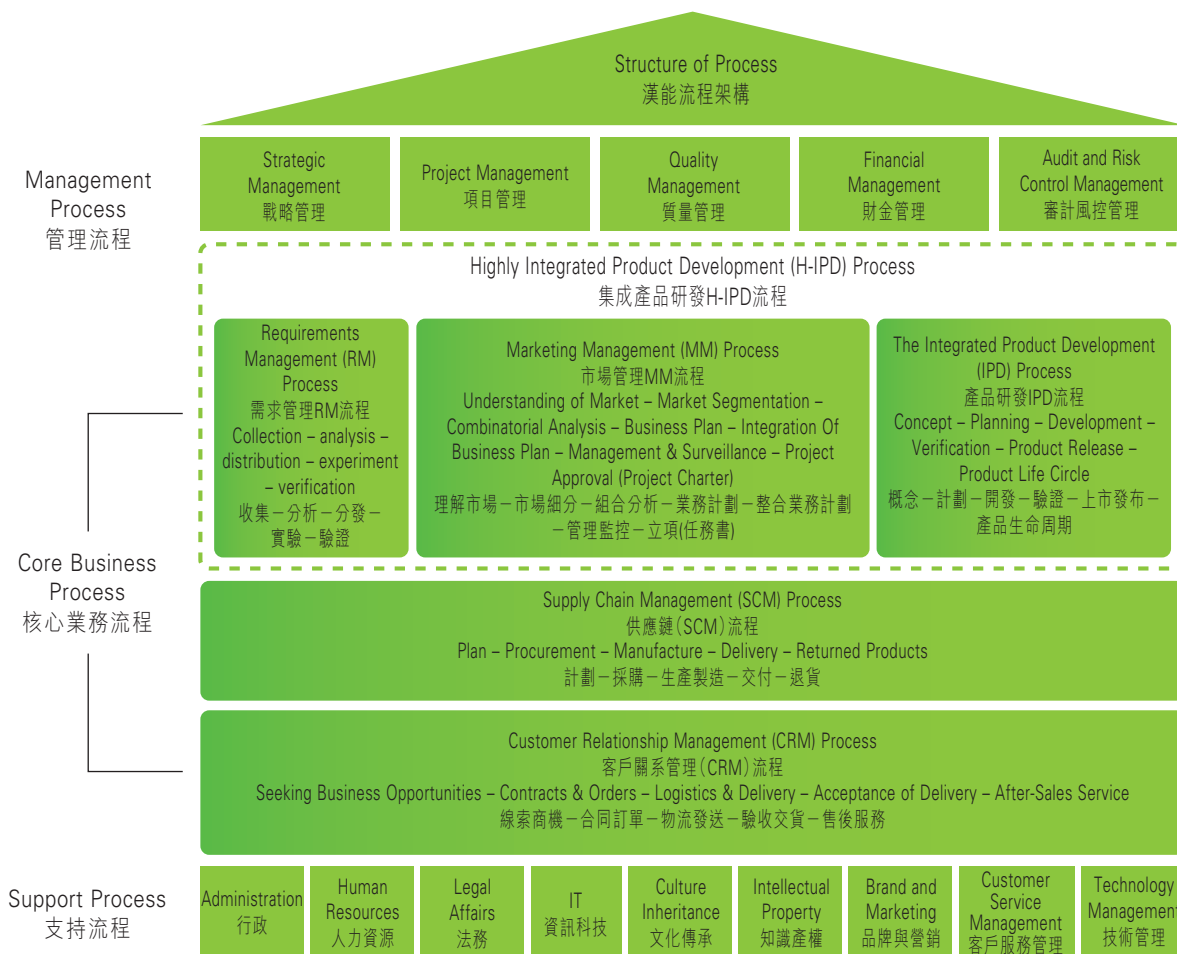 Structure of Process
漢能流程架構
Management
Process
管理流程
Strategic
Management
戰略管理
Project Management
項目管理
Quality
Management
質量管理
Financial
Management
財金管理
Audit and Risk
Control Management
審計風控管理
Highly Integrated Product Development (H-IPD) Process
集成產品研發H-IPD流程
Core Business
Process
核心業務流程
Requirements
Management (RM)
Process
需求管理RM流程
Collection – analysis –
distribution – experiment
– verification
收集－分析－分發－
實驗－驗證
Marketing Management (MM) Process
市場管理MM流程
Understanding of Market – Market Segmentation –
Combinatorial Analysis – Business Plan – Integration Of
Business Plan – Management & Surveillance – Project
Approval (Project Charter)
理解市場－市場細分－組合分析－業務計劃－整合業務計劃
－管理監控－立項(任務書)
The Integrated Product Development
(IPD) Process
產品研發IPD流程
Concept – Planning – Development –
Verification – Product Release –
Product Life Circle
概念－計劃－開發－驗證－上市發布－
產品生命周期
Supply Chain Management (SCM) Process
供應鏈(SCM)流程
Plan – Procurement – Manufacture – Delivery – Returned Products
計劃－採購－生產製造－交付－退貨
Customer Relationship Management (CRM) Process
客戶關系管理(CRM)流程
Seeking Business Opportunities – Contracts & Orders – Logistics & Delivery – Acceptance of Delivery – After-Sales Service
線索商機－合同訂單－物流發送－驗收交貨－售後服務
Support Process
支持流程
Administration
行政
Human
Resources
人力資源
Legal
Affairs
法務
IT
資訊科技
Culture
Inheritance
文化傳承
Intellectual
Property
知識產權
Brand and
Marketing
品牌與營銷
Customer
Service
Management
客戶服務管理
Technology
Management
技術管理